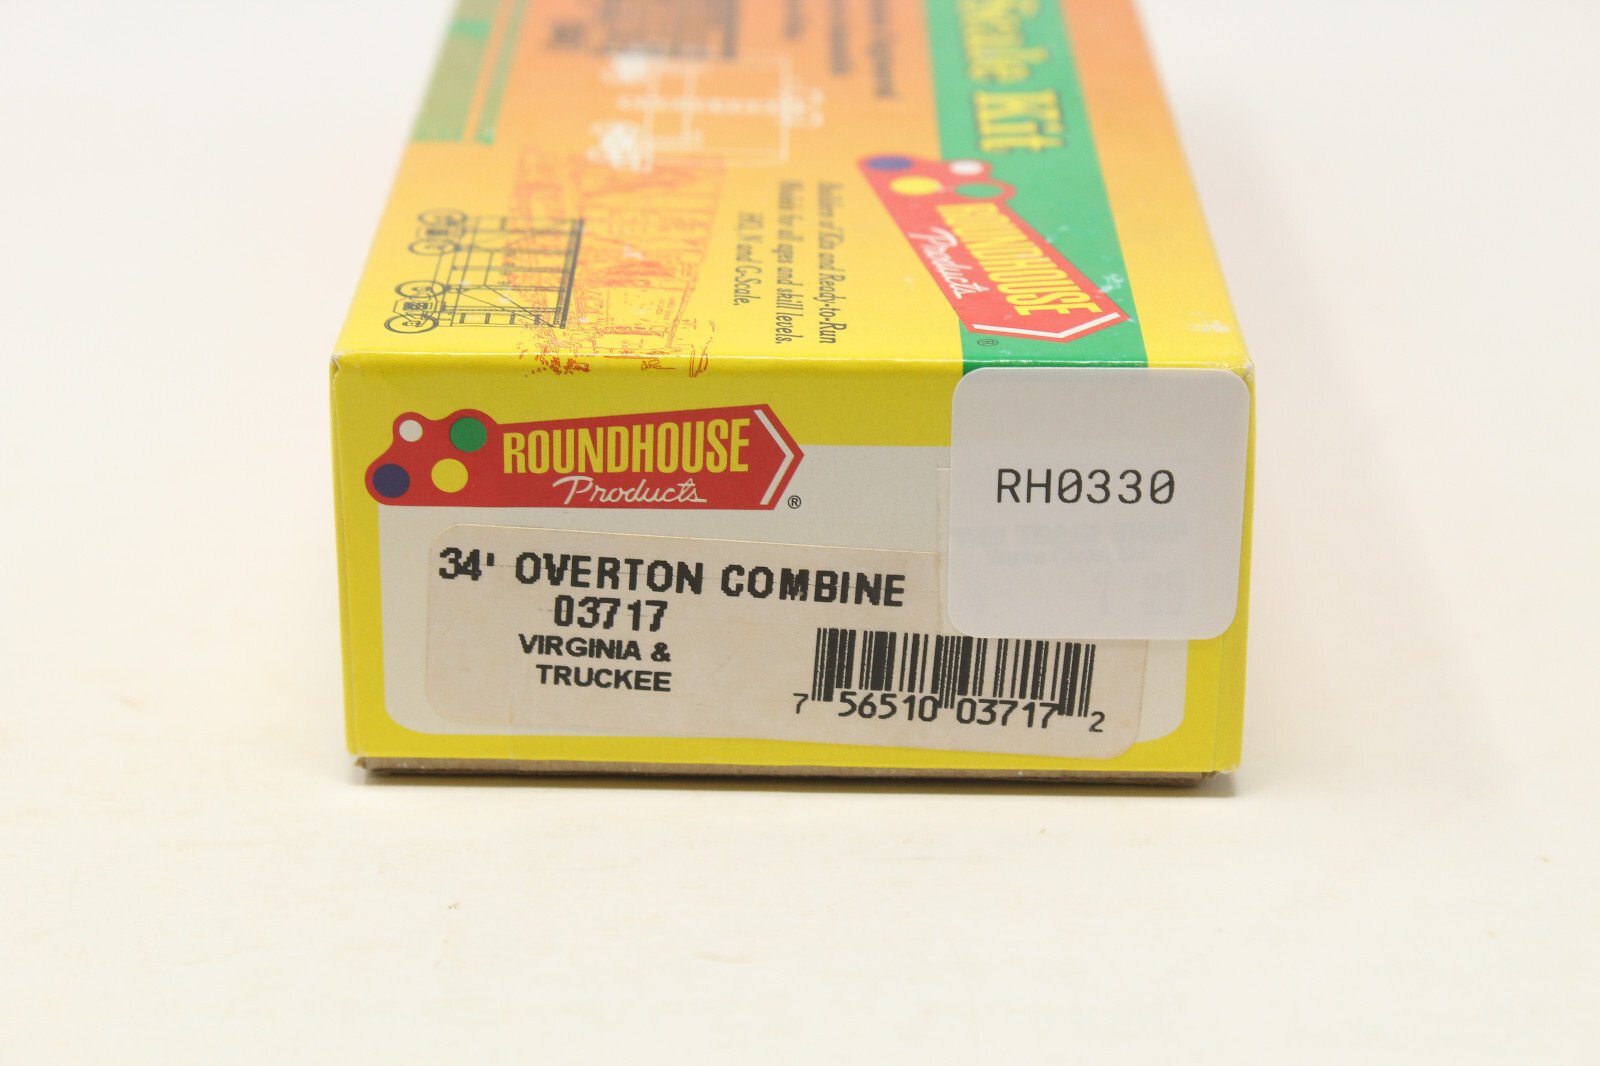 Scale Kit
ROUNDHOUSE
Products
®
Builders of Kits and Ready-to-Run
Models for all ages and skill levels.
HO, N and G-Scale.
ROUNDHOUSE
Products
®
RH0330
34' OVERTON COMBINE
03717
VIRGINIA &
TRUCKEE
7 56510 03717 2